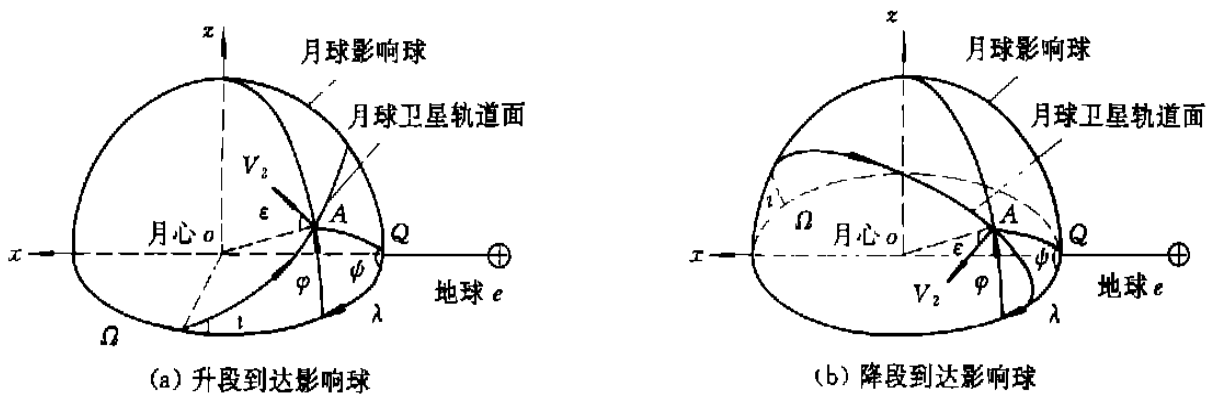 z
月球影响球
月球卫星轨道面
V₂
ε
A
Q
月心 o
x
φ
ψ
地球 e
Ω
ι
λ
(a) 升段到达影响球
z
月球影响球
月球卫星轨道面
ι
Ω
A
Q
月心 o
x
ε
V₂
φ
ψ
地球 e
λ
(b) 降段到达影响球